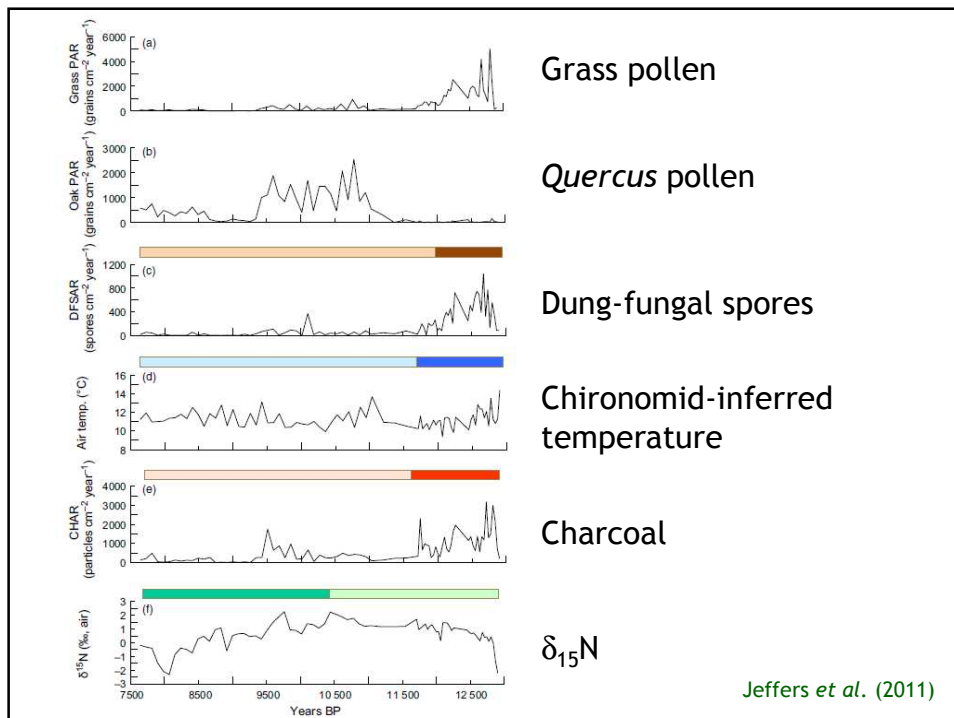 Grass PAR
(grains cm⁻² year⁻¹)
6000
4000
2000
0
(a)
Grass pollen
Oak PAR
(grains cm⁻² year⁻¹)
3000
2000
1000
0
(b)
Quercus pollen
DFSAR
(spores cm⁻² year⁻¹)
1200
800
400
0
(c)
Dung-fungal spores
Air temp. (°C)
16
14
12
10
8
(d)
Chironomid-inferred
temperature
CHAR
(particles cm⁻² year⁻¹)
4000
3000
2000
1000
0
(e)
Charcoal
δ¹⁵N (‰, air)
3
2
1
0
−1
−2
−3
(f)
δ₁₅N
7500 8500 9500 10 500 11 500 12 500
Years BP
Jeffers et al. (2011)